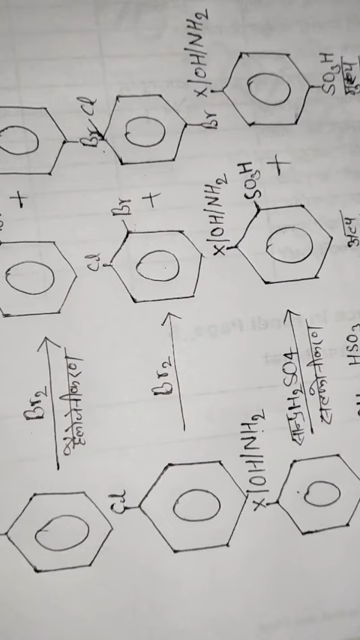 Br₂
हैलोजनीकरण
+
Br
Cl
Br₂
Cl
Br
+
Cl
Br
X/OH/NH₂
सान्द्र H₂SO4
सल्फोनीकरण
X/OH/NH₂
SO₃H
+
X/OH/NH₂
SO₃H
अल्प
मुख्य
HSO₃